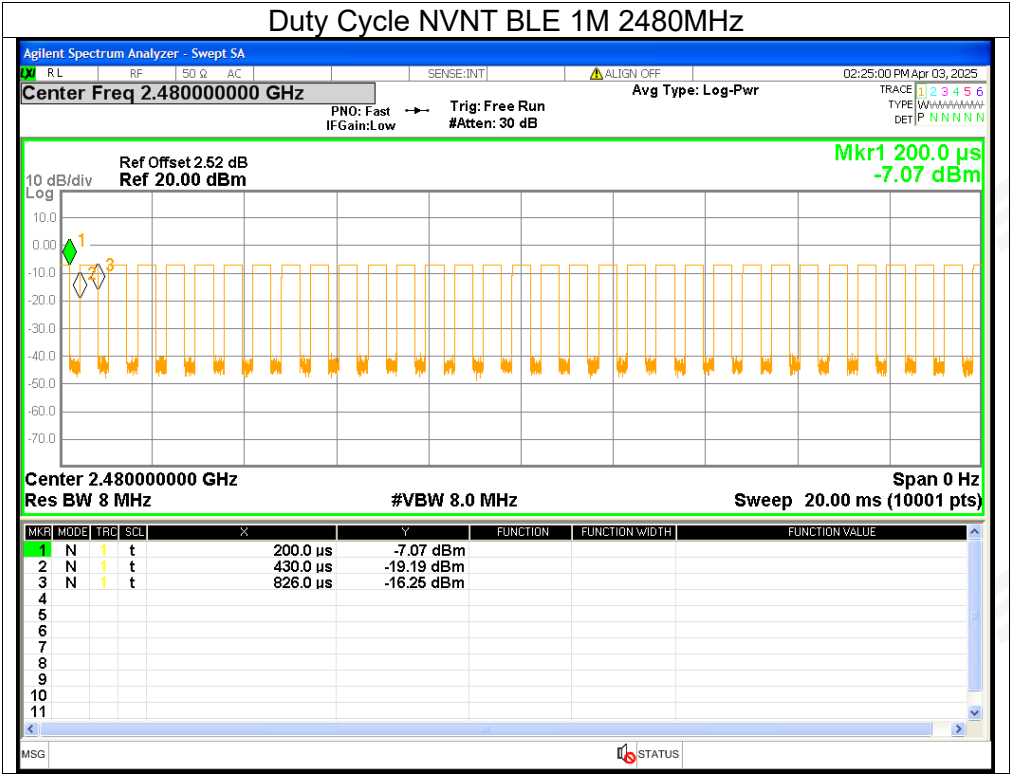 Duty Cycle NVNT BLE 1M 2480MHz
Agilent Spectrum Analyzer - Swept SA
LXI RL RF 50 Ω AC SENSE:INT ALIGN OFF 02:25:00 PM Apr 03, 2025
Center Freq 2.480000000 GHz Avg Type: Log-Pwr TRACE 1 2 3 4 5 6
PNO: Fast Trig: Free Run TYPE W
IFGain:Low #Atten: 30 dB DET P N N N N N
Mkr1 200.0 µs
Ref Offset 2.52 dB
10 dB/div Ref 20.00 dBm -7.07 dBm
Log
10.0
0.00
1
-10.0
2 3
-20.0
-30.0
-40.0
-50.0
-60.0
-70.0
Center 2.480000000 GHz Span 0 Hz
Res BW 8 MHz #VBW 8.0 MHz Sweep 20.00 ms (10001 pts)
MKR MODE TRC SCL X Y FUNCTION FUNCTION WIDTH FUNCTION VALUE
1 N 1 t 200.0 µs -7.07 dBm
2 N 1 t 430.0 µs -19.19 dBm
3 N 1 t 826.0 µs -16.25 dBm
4
5
6
7
8
9
10
11
MSG STATUS